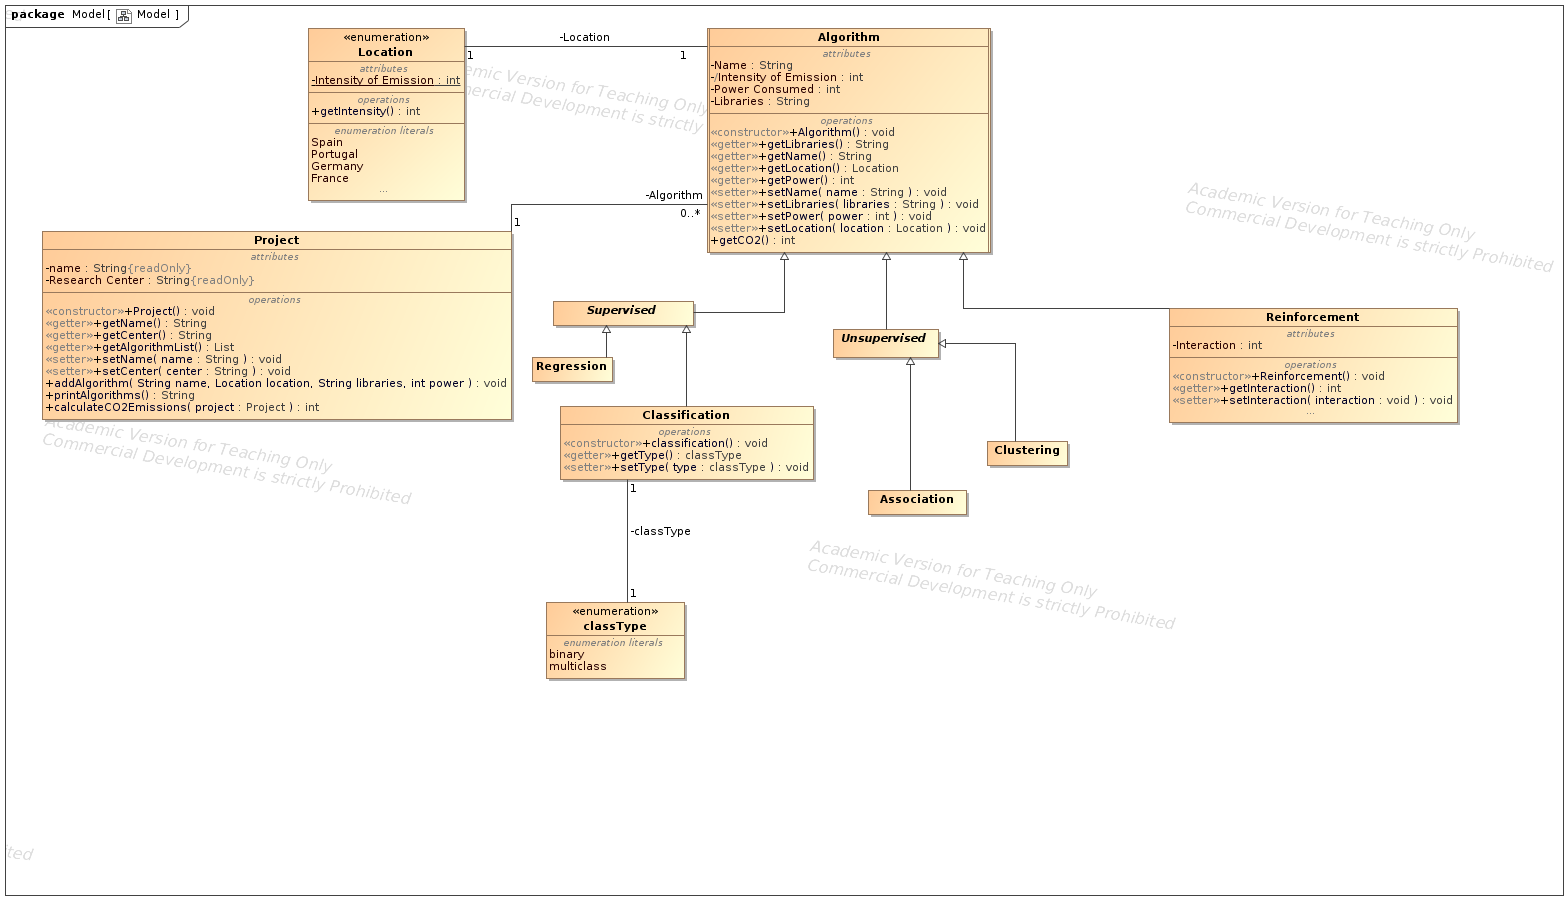 package Model[ Model ]
«enumeration»
Location
attributes
-Intensity of Emission : int
operations
+getIntensity() : int
enumeration literals
Spain
Portugal
Germany
France
...
-Location
1
1
Algorithm
attributes
-Name : String
-/Intensity of Emission : int
-Power Consumed : int
-Libraries : String
operations
«constructor»+Algorithm() : void
«getter»+getLibraries() : String
«getter»+getName() : String
«getter»+getLocation() : Location
«getter»+getPower() : int
«setter»+setName( name : String ) : void
«setter»+setLibraries( libraries : String ) : void
«setter»+setPower( power : int ) : void
«setter»+setLocation( location : Location ) : void
+getCO2() : int
-Algorithm
0..*
1
Project
attributes
-name : String{readOnly}
-Research Center : String{readOnly}
operations
«constructor»+Project() : void
«getter»+getName() : String
«getter»+getCenter() : String
«getter»+getAlgorithmList() : List
«setter»+setName( name : String ) : void
«setter»+setCenter( center : String ) : void
+addAlgorithm( String name, Location location, String libraries, int power ) : void
+printAlgorithms() : String
+calculateCO2Emissions( project : Project ) : int
Supervised
Regression
Unsupervised
Reinforcement
attributes
-Interaction : int
operations
«constructor»+Reinforcement() : void
«getter»+getInteraction() : int
«setter»+setInteraction( interaction : void ) : void
...
Classification
operations
«constructor»+classification() : void
«getter»+getType() : classType
«setter»+setType( type : classType ) : void
Clustering
Association
1
-classType
1
«enumeration»
classType
enumeration literals
binary
multiclass
emic Version for Teaching Only
mercial Development is strictly
Academic Version for Teaching Only
Commercial Development is strictly Prohibited
Academic Version for Teaching Only
Commercial Development is strictly Prohibited
Academic Version for Teaching Only
Commercial Development is strictly Prohibited
ted